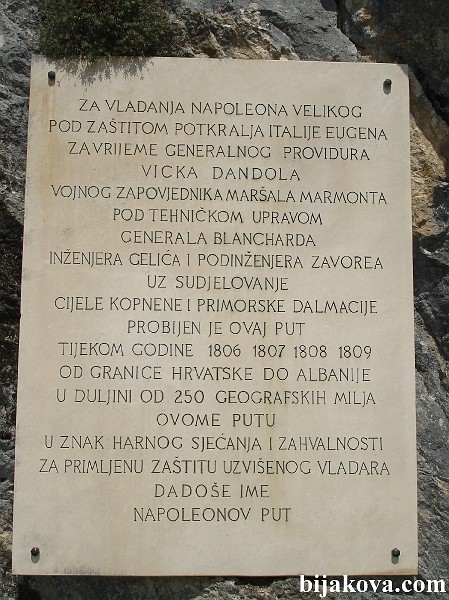 ZA VLADANJA NAPOLEONA VELIKOG
POD ZAŠTITOM POTKRALJA ITALIJE EUGENA
ZA VRIJEME GENERALNOG PROVIDURA
VICKA DANDOLA
VOJNOG ZAPOVJEDNIKA MARŠALA MARMONTA
POD TEHNIČKOM UPRAVOM
GENERALA BLANCHARDA
INŽENJERA GELIĆA I PODINŽENJERA ZAVOREA
UZ SUDJELOVANJE
CIJELE KOPNENE I PRIMORSKE DALMACIJE
PROBIJEN JE OVAJ PUT
TIJEKOM GODINE 1806 1807 1808 1809
OD GRANICE HRVATSKE DO ALBANIJE
U DULJINI OD 250 GEOGRAFSKIH MILJA
OVOME PUTU
U ZNAK HARNOG SJEĆANJA I ZAHVALNOSTI
ZA PRIMLJENU ZAŠTITU UZVIŠENOG VLADARA
DADOŠE IME
NAPOLEONOV PUT
bijakova.com